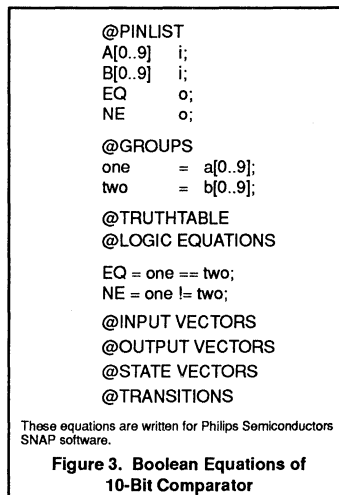 @PINLIST
A[0..9] i;
B[0..9] i;
EQ o;
NE o;
@GROUPS
one = a[0..9];
two = b[0..9];
@TRUTHTABLE
@LOGIC EQUATIONS
EQ = one == two;
NE = one != two;
@INPUT VECTORS
@OUTPUT VECTORS
@STATE VECTORS
@TRANSITIONS
These equations are written for Philips Semiconductors
SNAP software.
Figure 3. Boolean Equations of
10-Bit Comparator